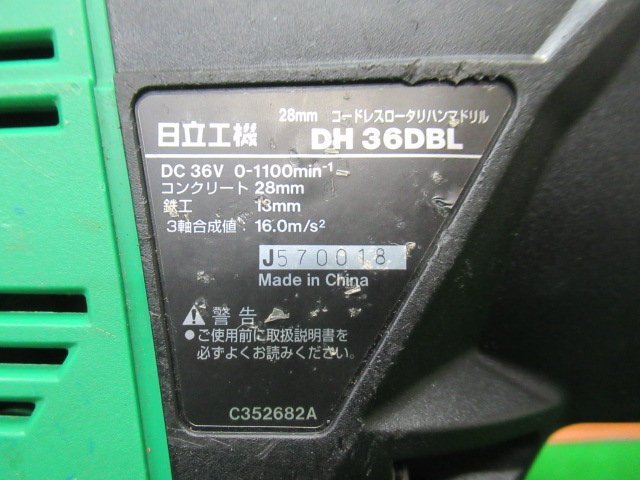 28mm コードレスロータリハンマドリル
日立工機 DH 36DBL
DC 36V 0-1100min⁻¹
コンクリート 28mm
鉄工 13mm
3軸合成値: 16.0m/s²
J570018
Made in China
⚠警告
●ご使用前に取扱説明書を
必ずよくお読みください。
C352682A